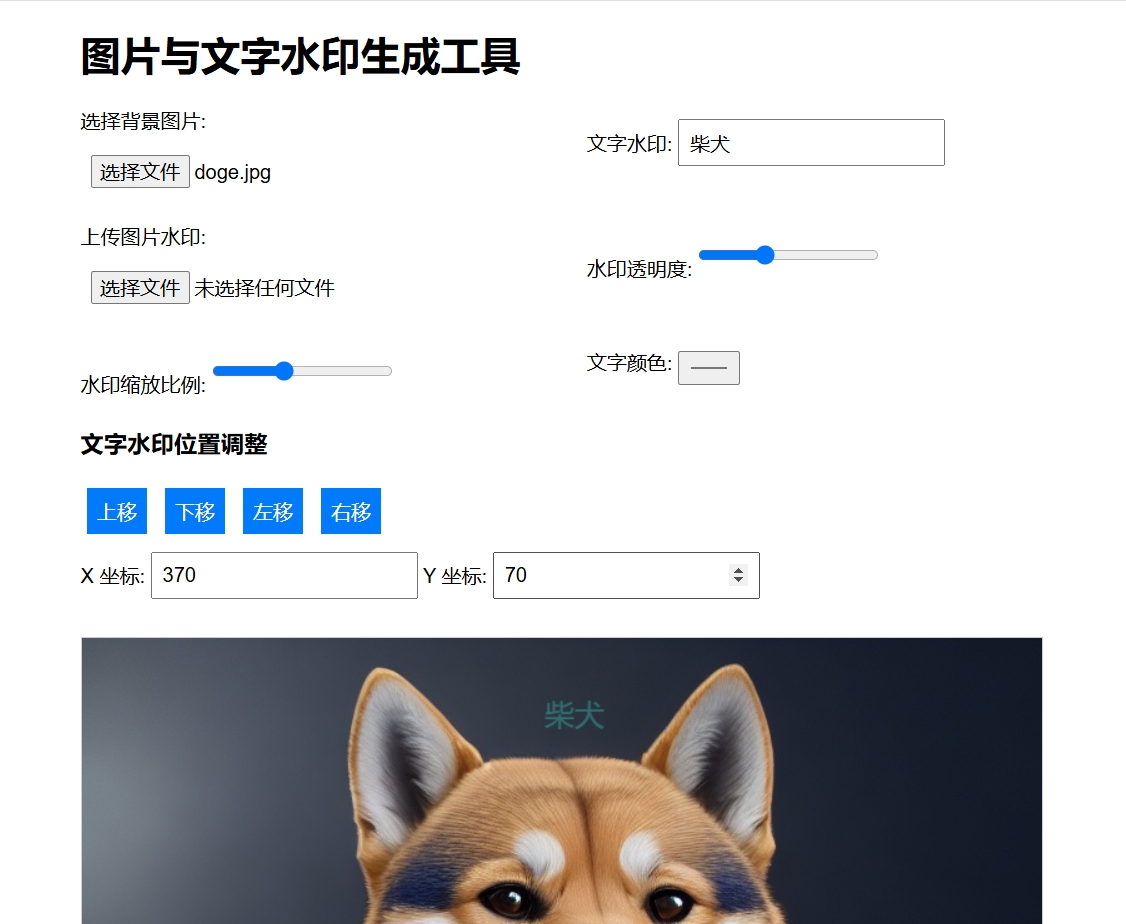 图片与文字水印生成工具
选择背景图片:
选择文件 doge.jpg
文字水印: 柴犬
上传图片水印:
选择文件 未选择任何文件
水印透明度:
水印缩放比例:
文字颜色:
文字水印位置调整
上移 下移 左移 右移
X 坐标: 370 Y 坐标: 70
柴犬